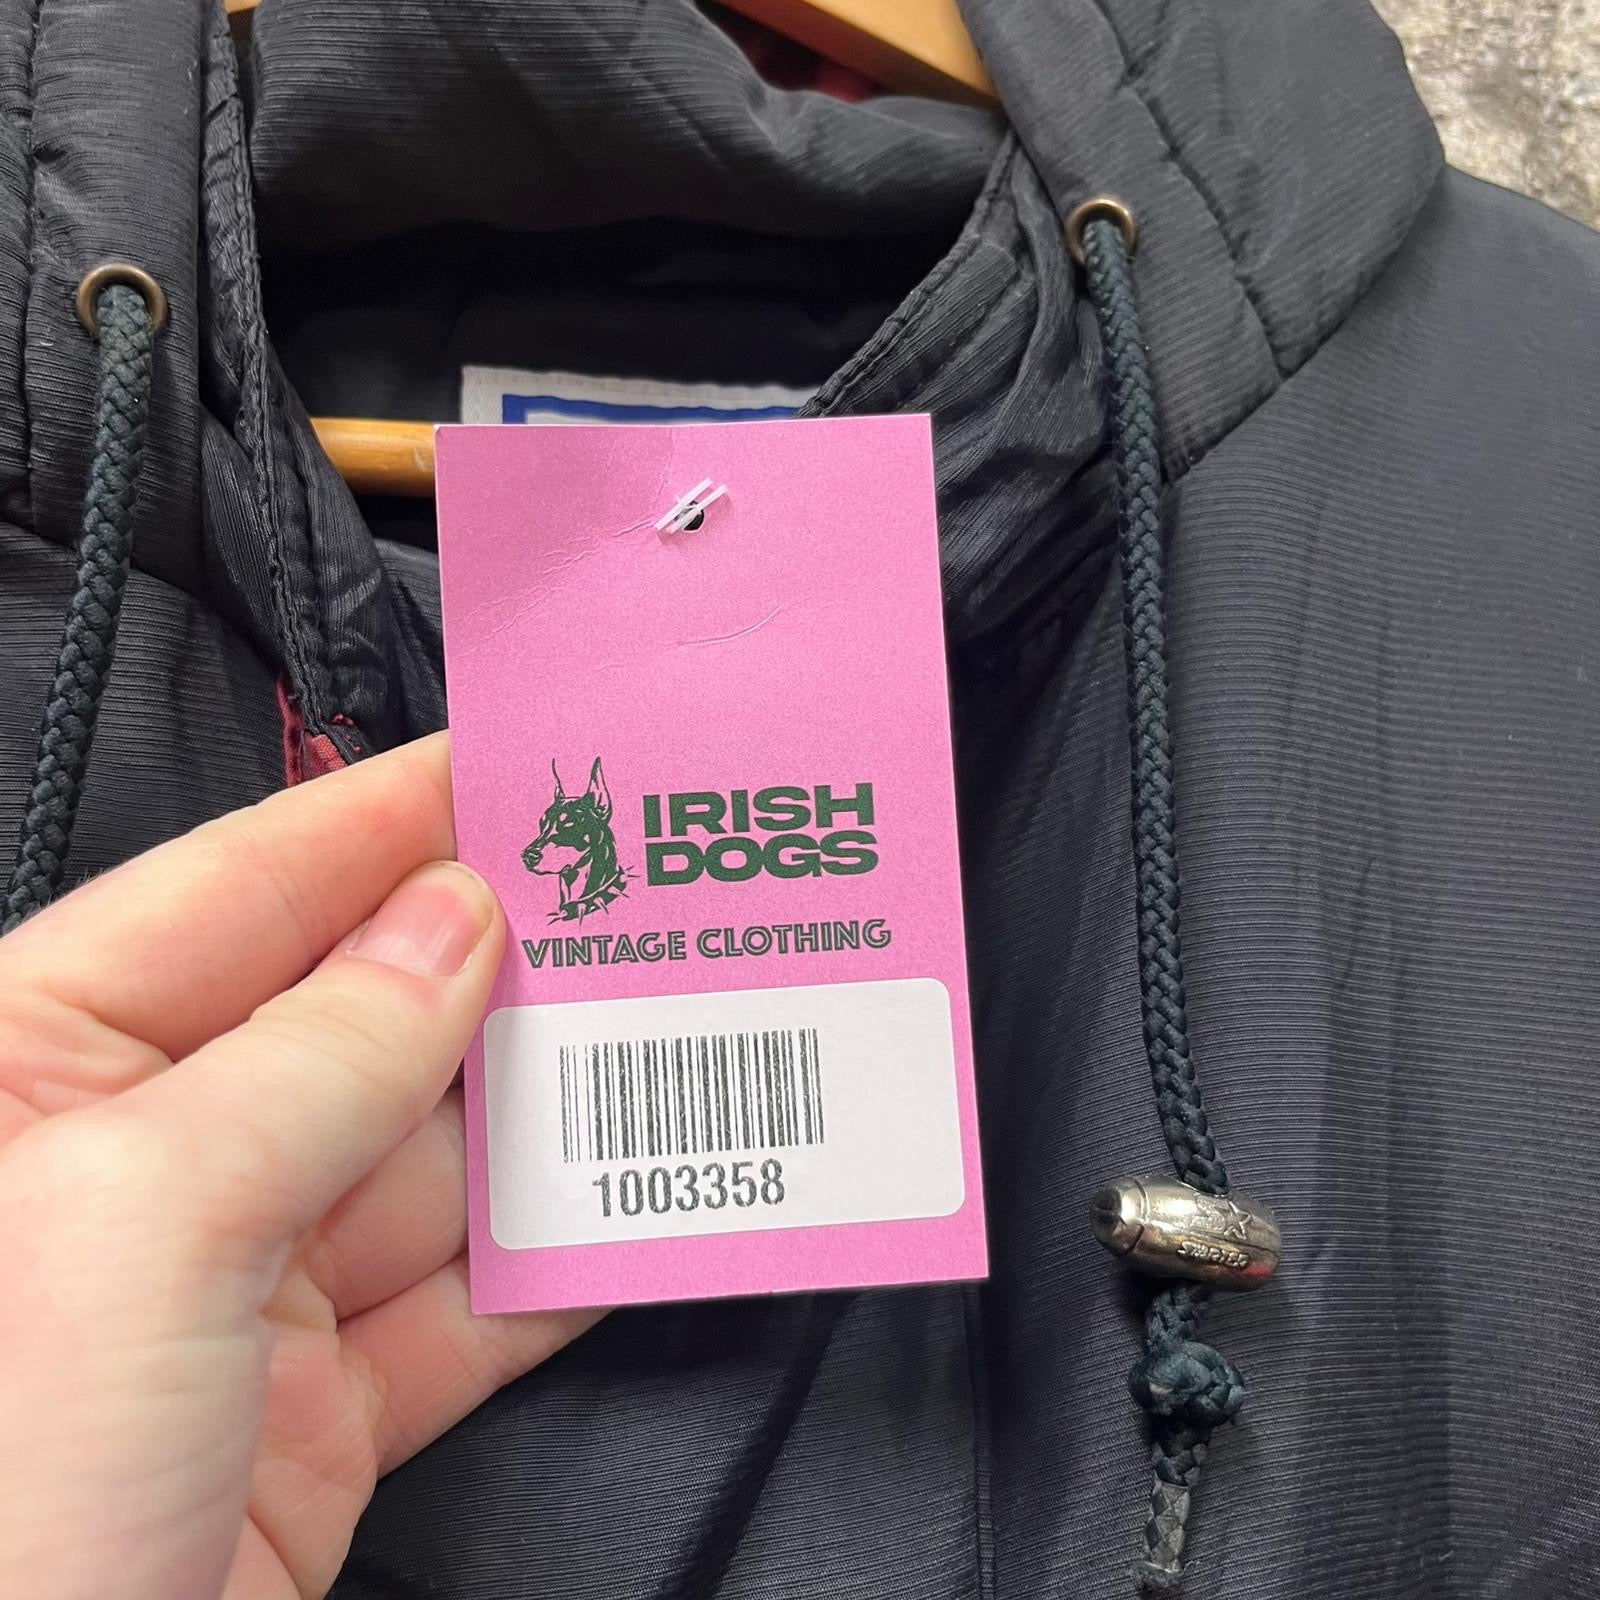 IRISH
DOGS
VINTAGE CLOTHING
1003358